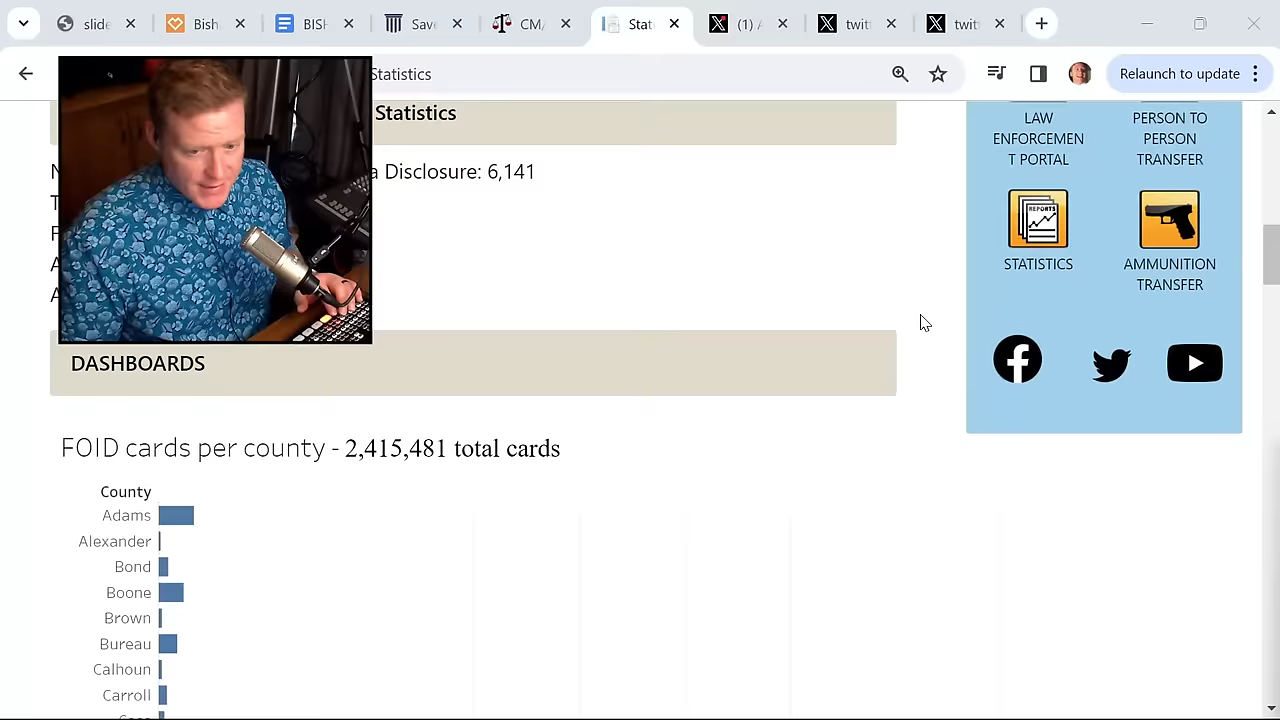 slide
Bish
BISH
Save
CM/
Stat
(1) /
twitt
twit
twit
Statistics
Relaunch to update
Statistics
a Disclosure: 6,141
LAW
ENFORCEMEN
T PORTAL
PERSON TO
PERSON
TRANSFER
REPORTS
STATISTICS
AMMUNITION
TRANSFER
DASHBOARDS
FOID cards per county - 2,415,481 total cards
County
Adams
Alexander
Bond
Boone
Brown
Bureau
Calhoun
Carroll